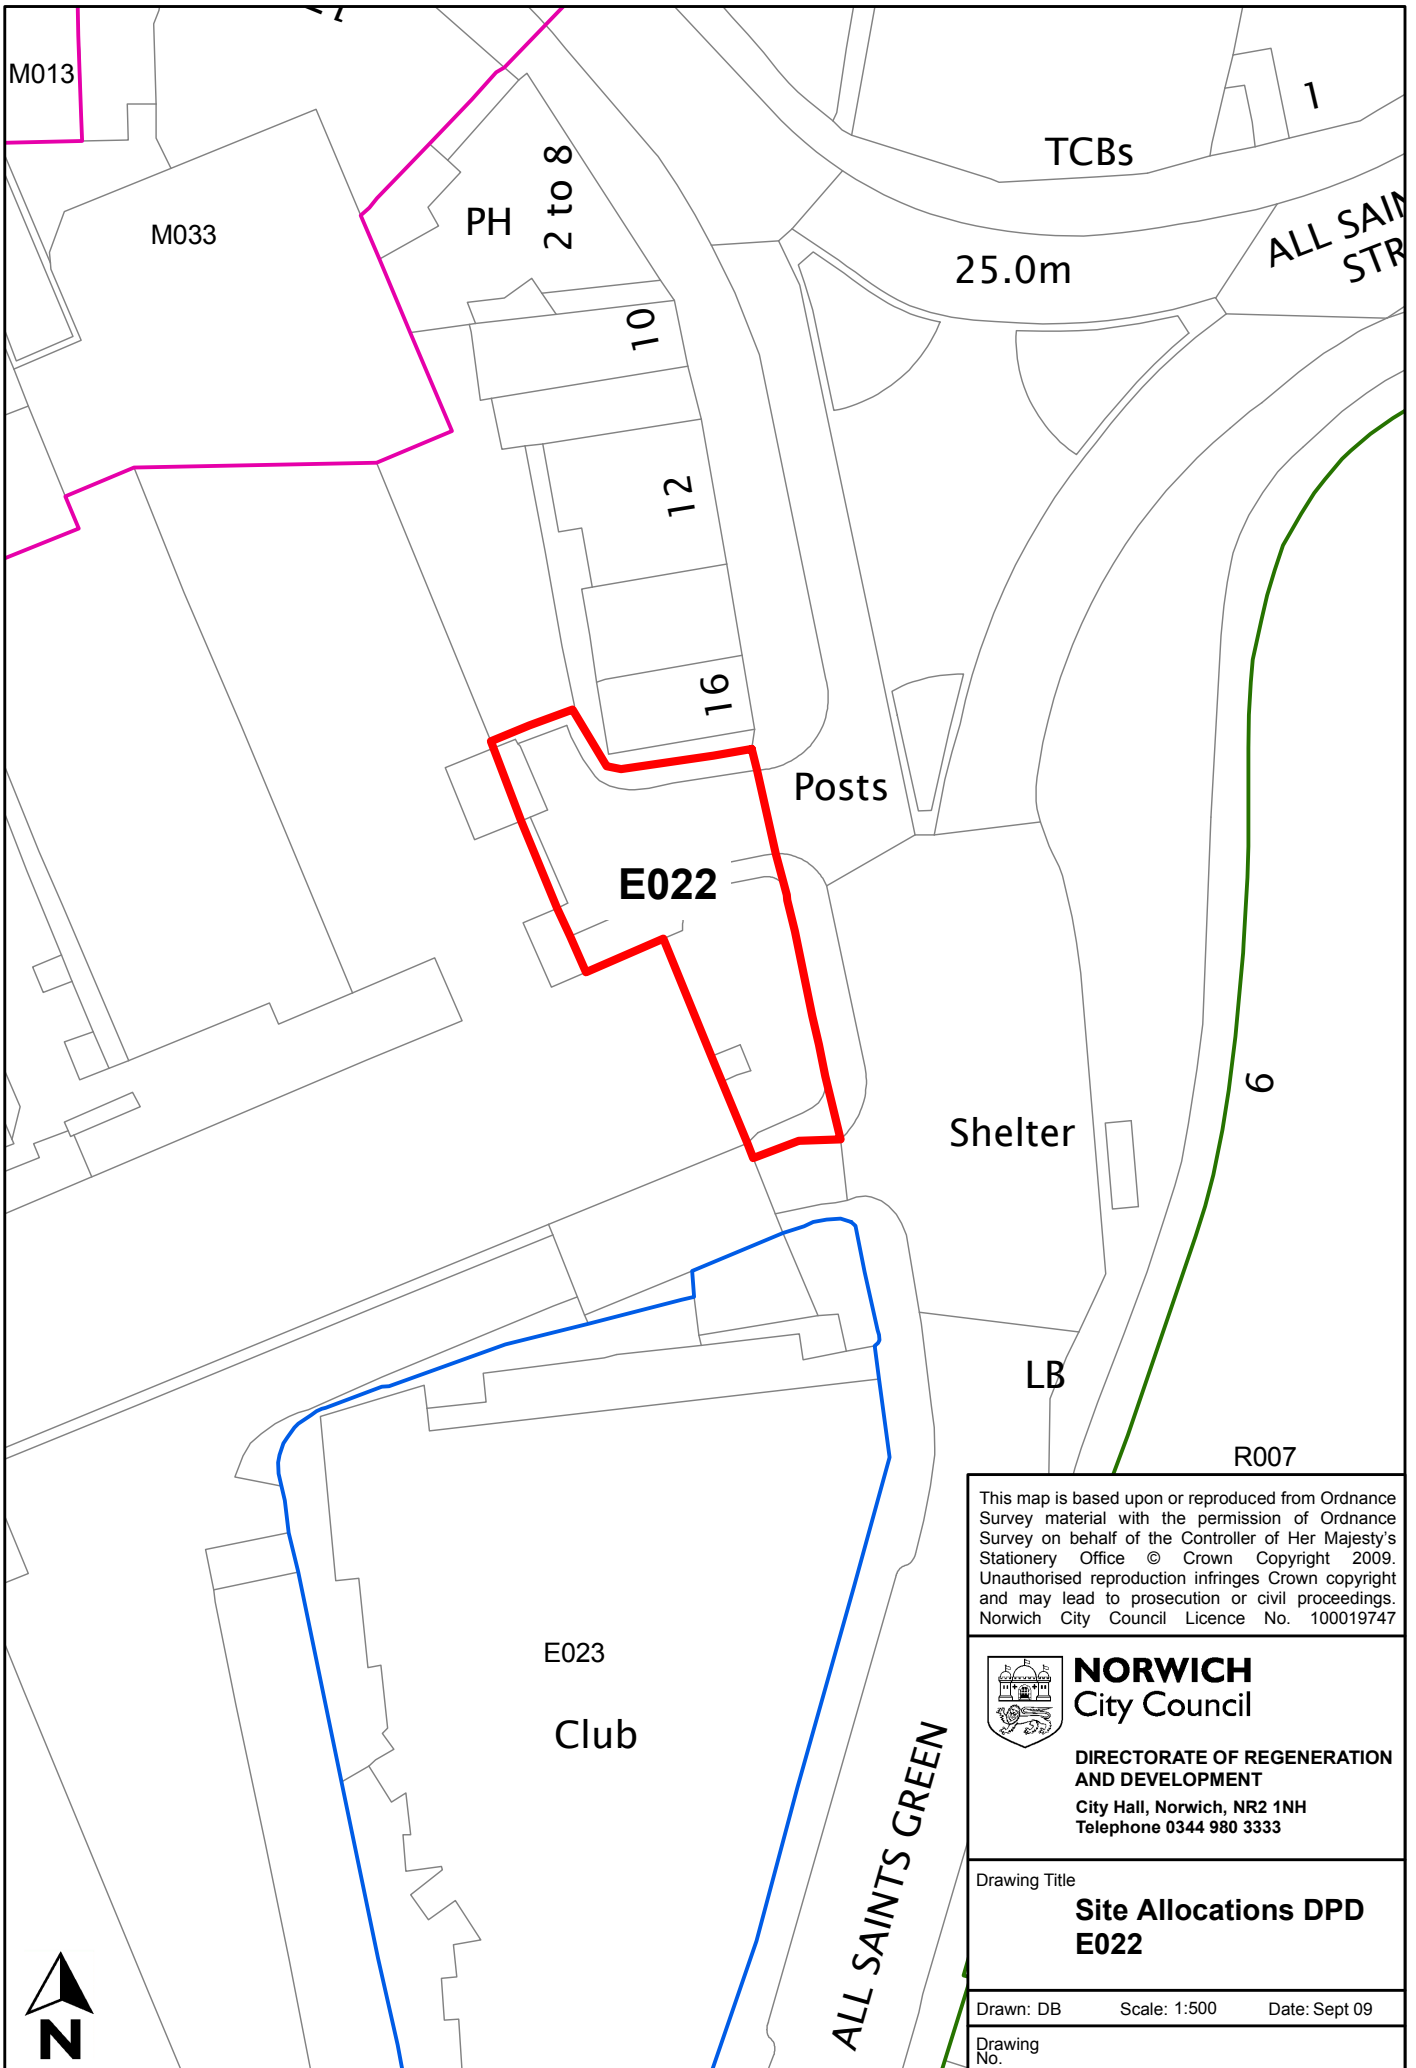 M013
1
TCBs
M033
PH
2 to 8
ALL SAIN
STR
25.0m
10
12
16
Posts
E022
6
Shelter
LB
R007
This map is based upon or reproduced from Ordnance
Survey material with the permission of Ordnance
Survey on behalf of the Controller of Her Majesty's
Stationery Office © Crown Copyright 2009.
Unauthorised reproduction infringes Crown copyright
and may lead to prosecution or civil proceedings.
Norwich City Council Licence No. 100019747
E023
Club
ALL SAINTS GREEN
NORWICH
City Council
DIRECTORATE OF REGENERATION
AND DEVELOPMENT
City Hall, Norwich, NR2 1NH
Telephone 0344 980 3333
Drawing Title
Site Allocations DPD
E022
Drawn: DB Scale: 1:500 Date: Sept 09
Drawing
No.
N